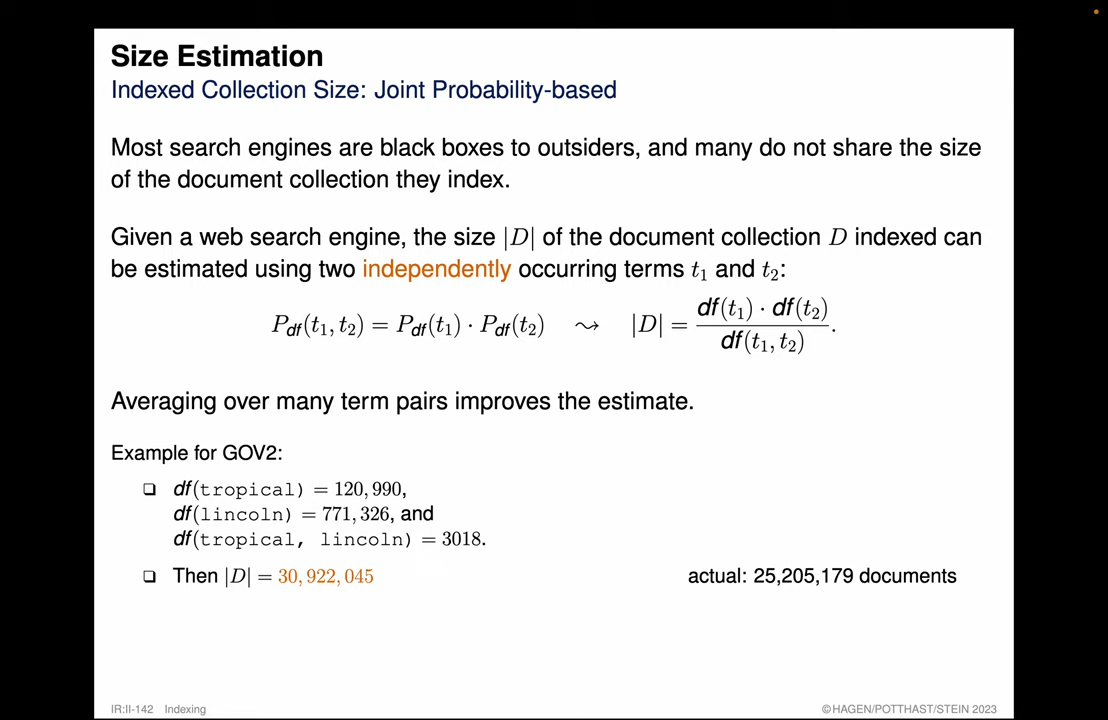 Size Estimation
Indexed Collection Size: Joint Probability-based
Most search engines are black boxes to outsiders, and many do not share the size
of the document collection they index.
Given a web search engine, the size |D| of the document collection D indexed can
be estimated using two independently occurring terms t₁ and t₂:
P_df(t₁, t₂) = P_df(t₁) · P_df(t₂) ⇝ |D| = df(t₁) · df(t₂) / df(t₁, t₂).
Averaging over many term pairs improves the estimate.
Example for GOV2:
❑ df(tropical) = 120,990,
df(lincoln) = 771,326, and
df(tropical, lincoln) = 3018.
❑ Then |D| = 30,922,045 actual: 25,205,179 documents
IR:II-142 Indexing ©HAGEN/POTTHAST/STEIN 2023